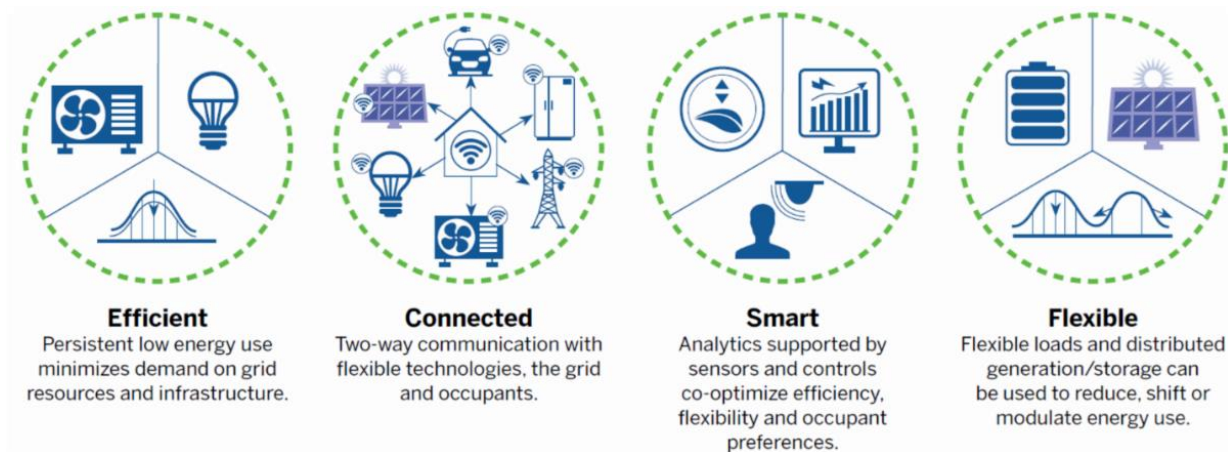 Efficient
Persistent low energy use
minimizes demand on grid
resources and infrastructure.
Connected
Two-way communication with
flexible technologies, the grid
and occupants.
Smart
Analytics supported by
sensors and controls
co-optimize efficiency,
flexibility and occupant
preferences.
Flexible
Flexible loads and distributed
generation/storage can
be used to reduce, shift or
modulate energy use.